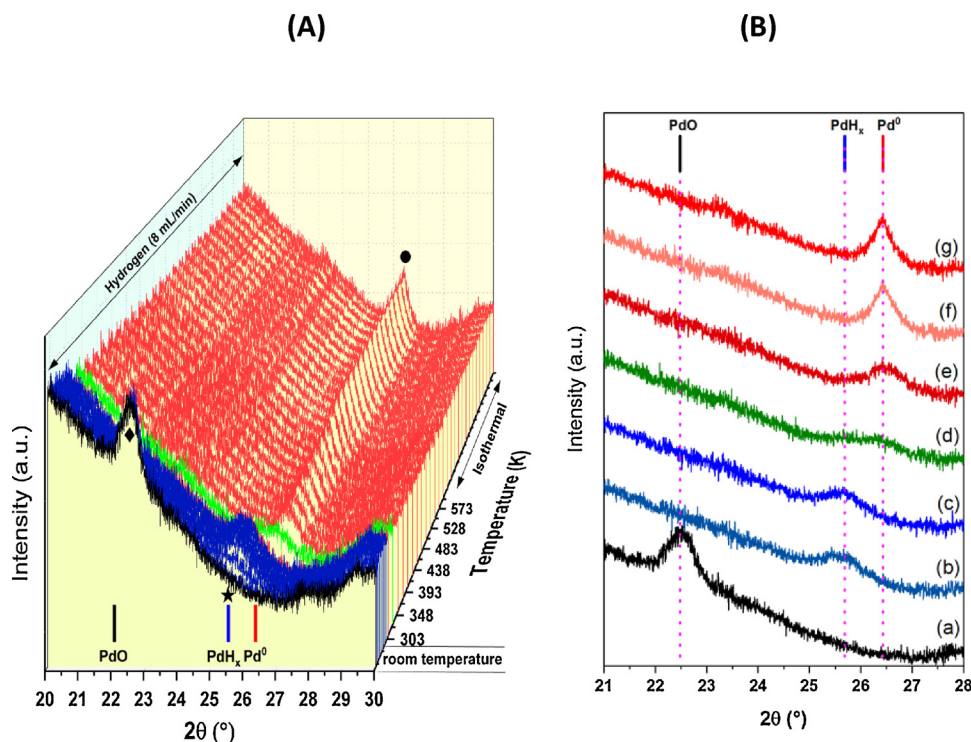 (A)
Hydrogen (8 mL/min)
Intensity (a.u.)
Isothermal
Temperature (K)
573
528
483
438
393
348
303
room temperature
PdO
PdHₓ Pd⁰
20 21 22 23 24 25 26 27 28 29 30
2θ (°)
(B)
PdO PdHₓ Pd⁰
Intensity (a.u.)
(g)
(f)
(e)
(d)
(c)
(b)
(a)
21 22 23 24 25 26 27 28
2θ (°)